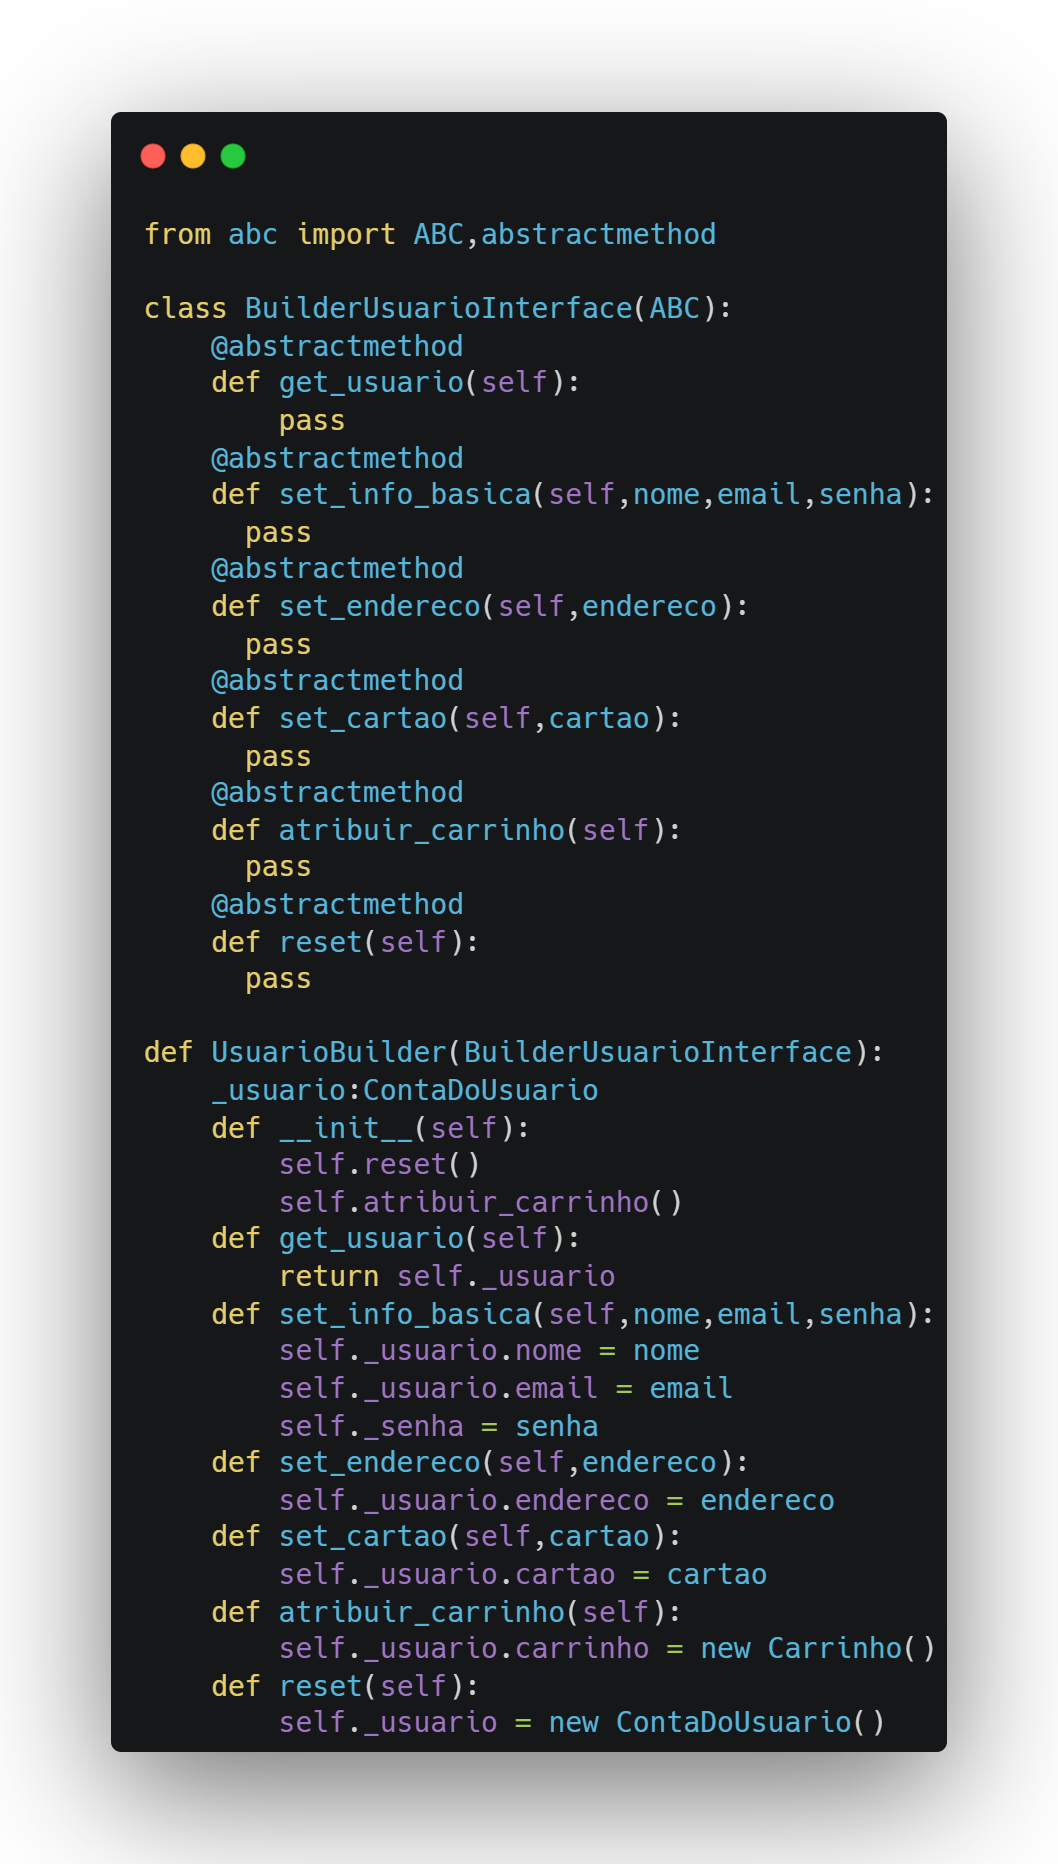 from abc import ABC,abstractmethod

class BuilderUsuarioInterface(ABC):
    @abstractmethod
    def get_usuario(self):
        pass
    @abstractmethod
    def set_info_basica(self,nome,email,senha):
      pass
    @abstractmethod
    def set_endereco(self,endereco):
      pass
    @abstractmethod
    def set_cartao(self,cartao):
      pass
    @abstractmethod
    def atribuir_carrinho(self):
      pass
    @abstractmethod
    def reset(self):
      pass

def UsuarioBuilder(BuilderUsuarioInterface):
    _usuario:ContaDoUsuario
    def __init__(self):
        self.reset()
        self.atribuir_carrinho()
    def get_usuario(self):
        return self._usuario
    def set_info_basica(self,nome,email,senha):
        self._usuario.nome = nome
        self._usuario.email = email
        self._senha = senha
    def set_endereco(self,endereco):
        self._usuario.endereco = endereco
    def set_cartao(self,cartao):
        self._usuario.cartao = cartao
    def atribuir_carrinho(self):
        self._usuario.carrinho = new Carrinho()
    def reset(self):
        self._usuario = new ContaDoUsuario()